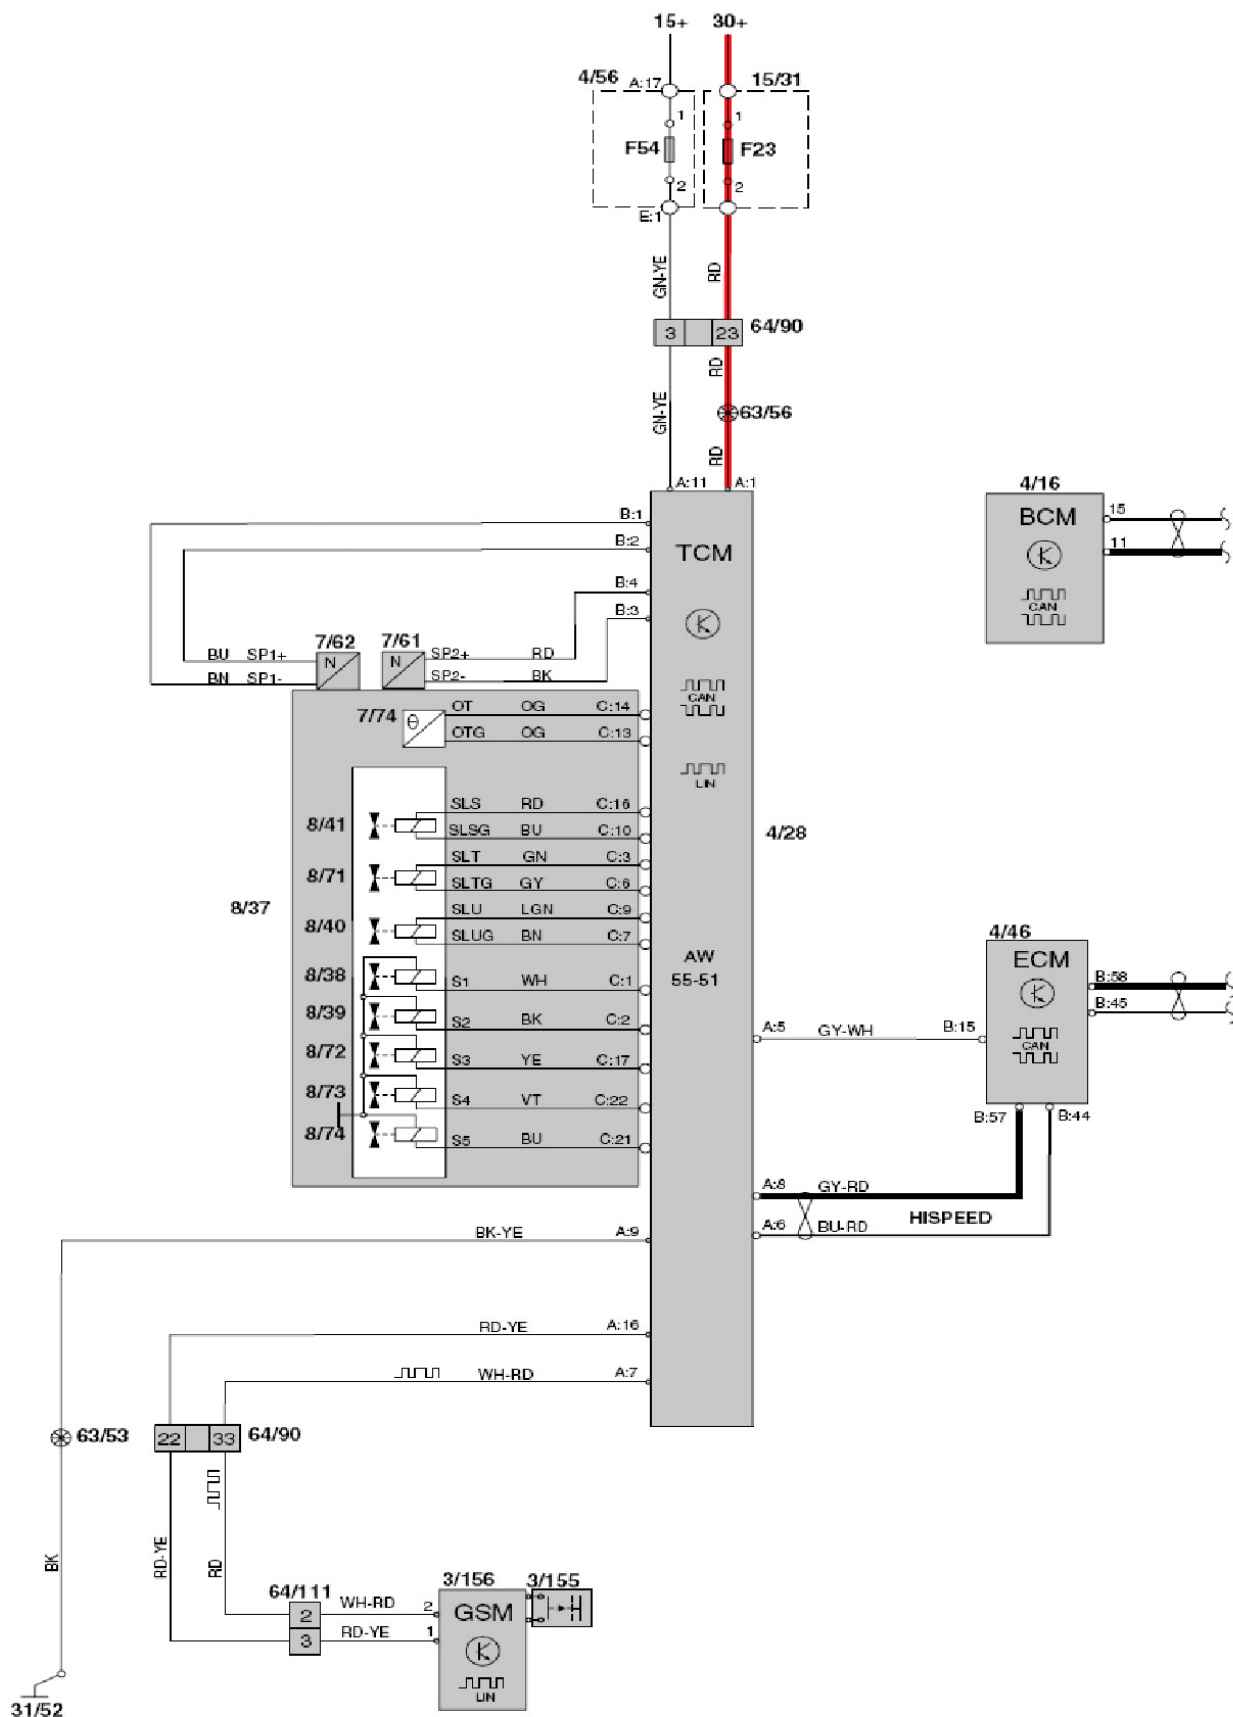 15+ 30+
4/56 A:17 15/31
1 1
F54 F23
2 2
E:1
GN-YE RD
3 23 64/90
GN-YE RD
63/56
RD
A:11 A:1
4/16
B:1 BCM 15
B:2 TCM 11
B:4 CAN
B:3
7/62 7/61
BU SP1+ N N SP2+ RD
BN SP1- SP2- BK
CAN
7/74 θ OT OG C:14
OTG OG C:13
LIN
8/41 SLS RD C:16
SLSG BU C:10 4/28
8/71 SLT GN C:3
SLTG GY C:6
8/37
8/40 SLU LGN C:9
SLUG BN C:7
4/46
AW
55-51
ECM
8/38 S1 WH C:1
B:58
B:45
8/39 S2 BK C:2
A:5 GY-WH B:15
CAN
8/72 S3 YE C:17
8/73 S4 VT C:22
8/74 S5 BU C:21
B:57 B:44
A:8 GY-RD
HISPEED
A:6 BU-RD
BK-YE A:9
RD-YE A:16
WH-RD A:7
63/53 22 33 64/90
BK RD-YE RD
64/111 3/156 3/155
2 WH-RD 2 GSM
3 RD-YE 1
LIN
31/52